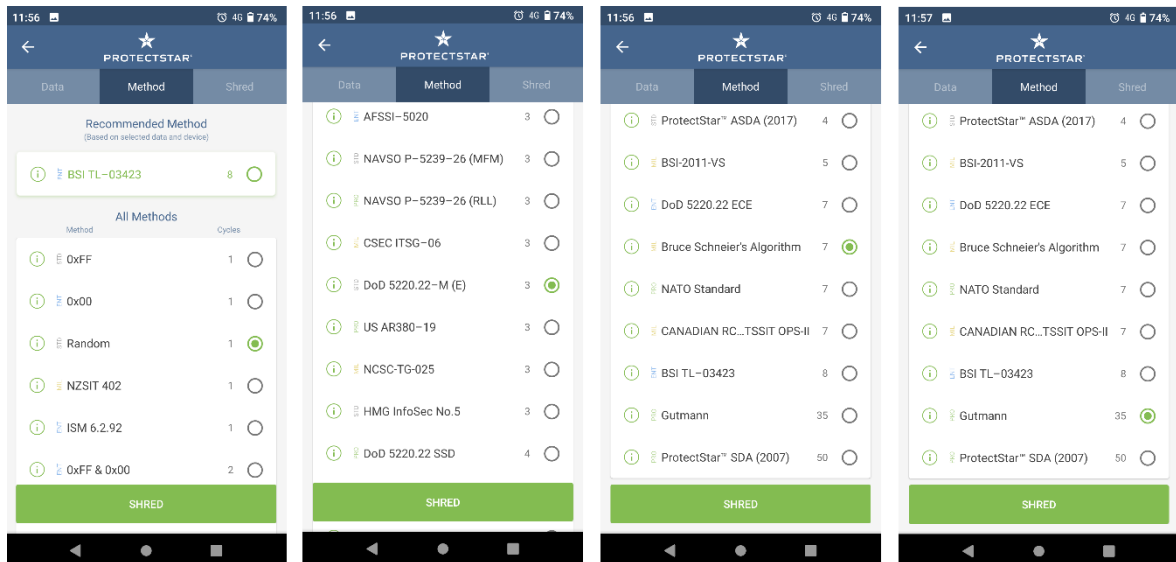 11:56 4G 74%
PROTECTSTAR
Data Method Shred
Recommended Method
(Based on selected data and device)
BSI TL-03423 8
All Methods
Method Cycles
0xFF 1
0x00 1
Random 1
NZSIT 402 1
ISM 6.2.92 1
0xFF & 0x00 2
SHRED
11:56 4G 74%
PROTECTSTAR
Data Method Shred
AFSSI-5020 3
NAVSO P-5239-26 (MFM) 3
NAVSO P-5239-26 (RLL) 3
CSEC ITSG-06 3
DoD 5220.22-M (E) 3
US AR380-19 3
NCSC-TG-025 3
HMG InfoSec No.5 3
DoD 5220.22 SSD 4
SHRED
11:56 4G 74%
PROTECTSTAR
Data Method Shred
ProtectStar™ ASDA (2017) 4
BSI-2011-VS 5
DoD 5220.22 ECE 7
Bruce Schneier's Algorithm 7
NATO Standard 7
CANADIAN RC...TSSIT OPS-II 7
BSI TL-03423 8
Gutmann 35
ProtectStar™ SDA (2007) 50
SHRED
11:57 4G 74%
PROTECTSTAR
Data Method Shred
ProtectStar™ ASDA (2017) 4
BSI-2011-VS 5
DoD 5220.22 ECE 7
Bruce Schneier's Algorithm 7
NATO Standard 7
CANADIAN RC...TSSIT OPS-II 7
BSI TL-03423 8
Gutmann 35
ProtectStar™ SDA (2007) 50
SHRED